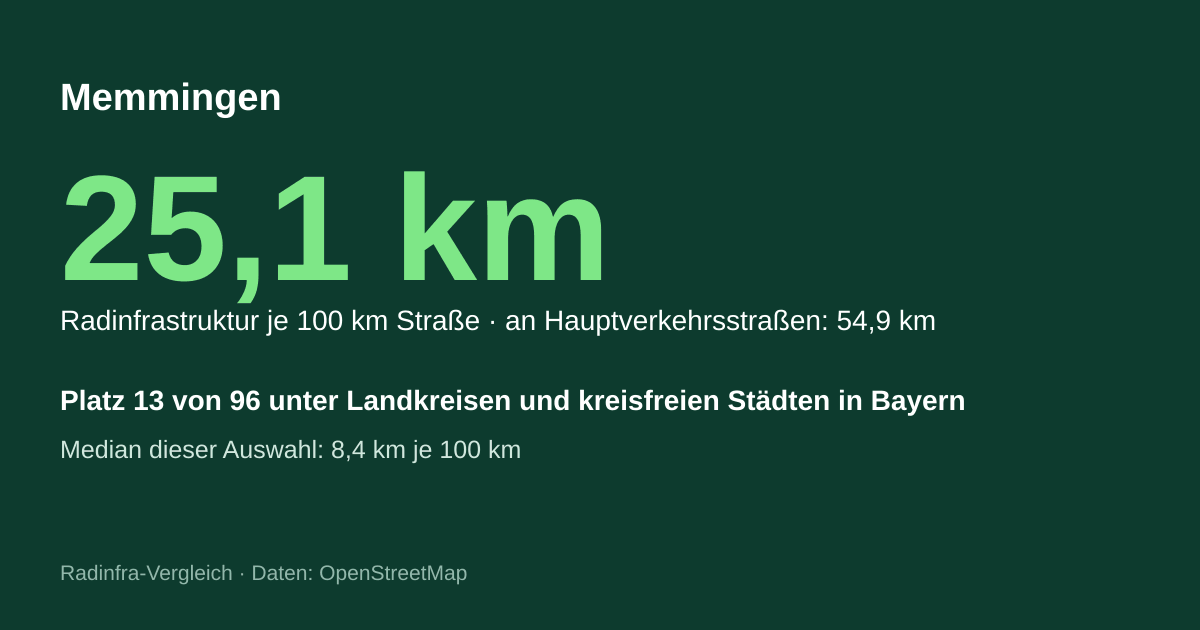 Memmingen
25,1 km
Radinfrastruktur je 100 km Straße · an Hauptverkehrsstraßen: 54,9 km
Platz 13 von 96 unter Landkreisen und kreisfreien Städten in Bayern
Median dieser Auswahl: 8,4 km je 100 km
Radinfra-Vergleich · Daten: OpenStreetMap